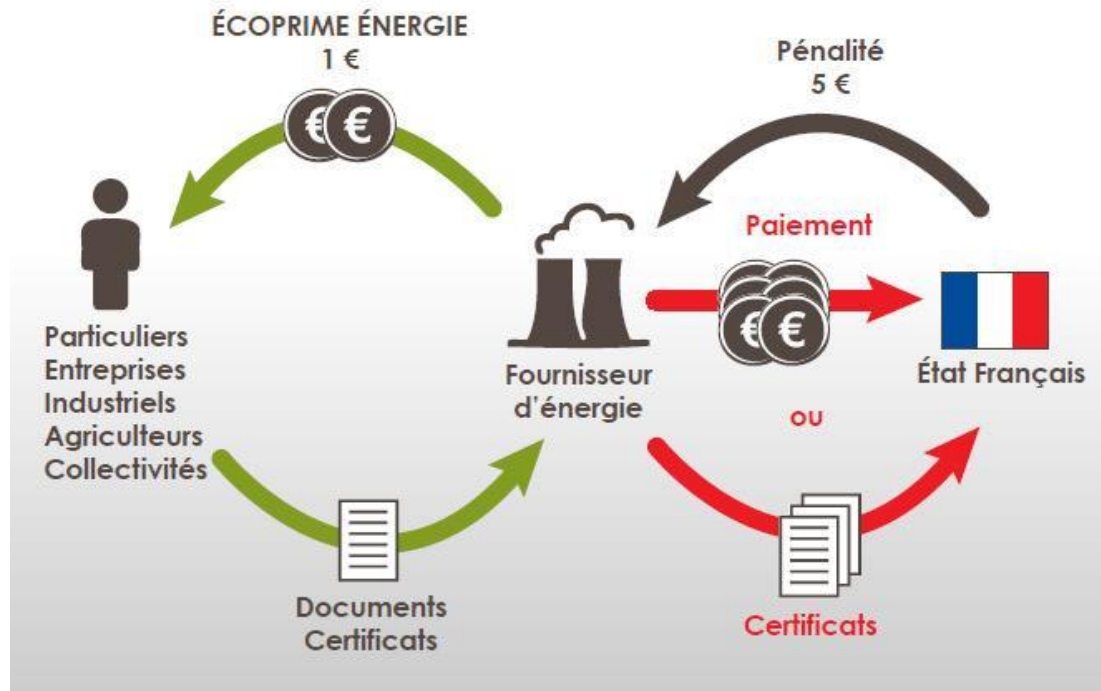 ÉCOPRIME ÉNERGIE
1 €
€ €
Pénalité
5 €
Paiement
€ €
Particuliers
Entreprises
Industriels
Agriculteurs
Collectivités
Fournisseur
d'énergie
État Français
ou
Documents
Certificats
Certificats